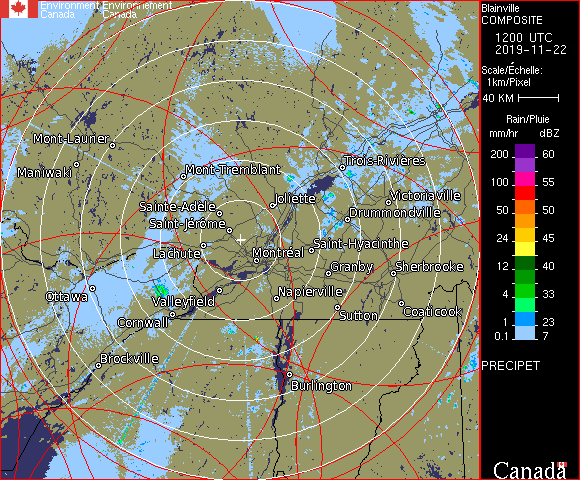 Environment Environnement
Canada Canada
Blainville
COMPOSITE
1200 UTC
2019-11-22
Scale/Échelle:
1km/Pixel
40 KM
Rain/Pluie
mm/hr dBZ
200 60
150 55
100 55
50 50
24 45
12 40
4 33
1 23
0.1 7
PRECIPET
Canada
Mont-Laurier
Maniwaki
Mont-Tremblant
Trois-Rivières
Joliette
Victoriaville
Sainte-Adele
Drummondville
Saint-Jérôme
Saint-Hyacinthe
Lachute
Montréal
Granby
Sherbrooke
Ottawa
Valleyfield
Napierville
Coaticook
Cornwall
Sutton
Brockville
Burlington